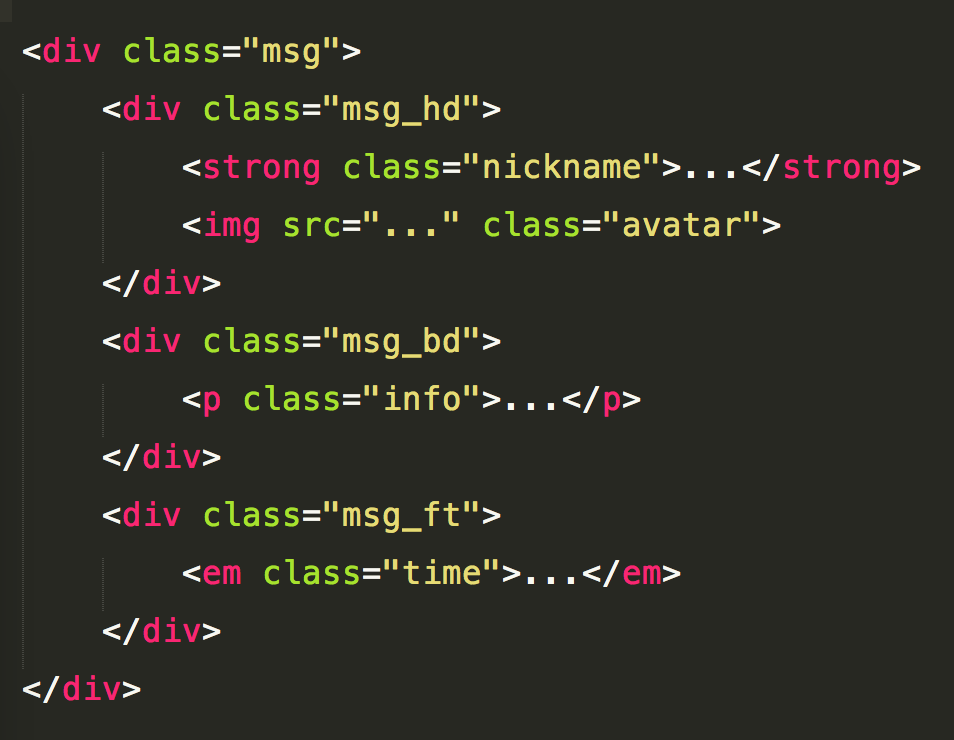 <div class="msg">
    <div class="msg_hd">
        <strong class="nickname">...</strong>
        <img src="..." class="avatar">
    </div>
    <div class="msg_bd">
        <p class="info">...</p>
    </div>
    <div class="msg_ft">
        <em class="time">...</em>
    </div>
</div>